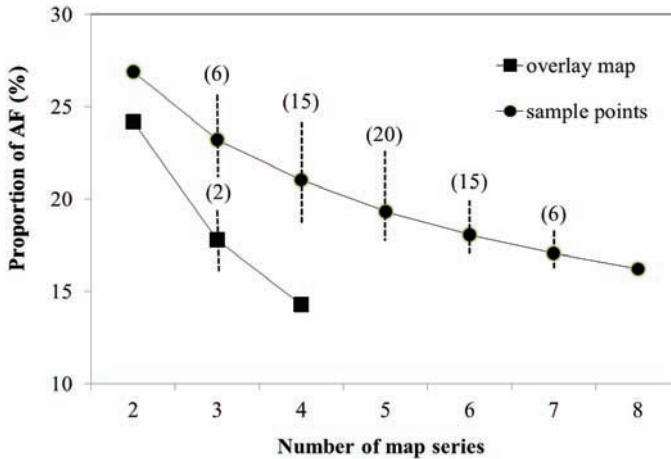 30
25
20
15
10
Proportion of AF (%)
(6)
(15)
(20)
(15)
(6)
(2)
overlay map
sample points
2 3 4 5 6 7 8
Number of map series